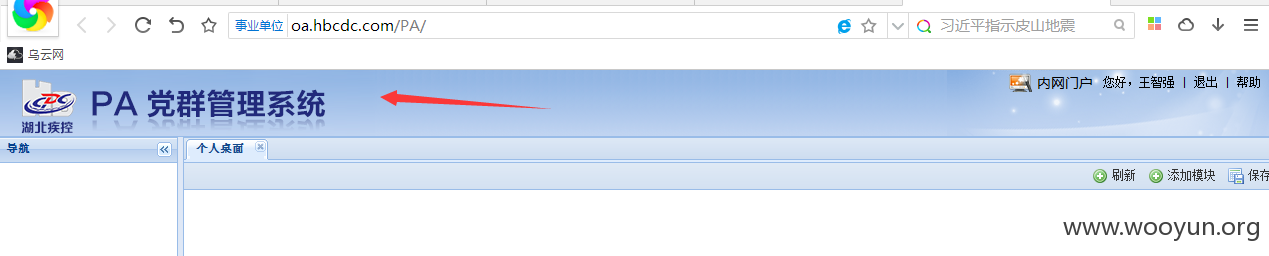 事业单位 oa.hbcdc.com/PA/ 习近平指示皮山地震
乌云网
CDC 湖北疾控 PA 党群管理系统 内网门户 您好，王智强 | 退出 | 帮助
导航 个人桌面
刷新 添加模块 保存
www.wooyun.org